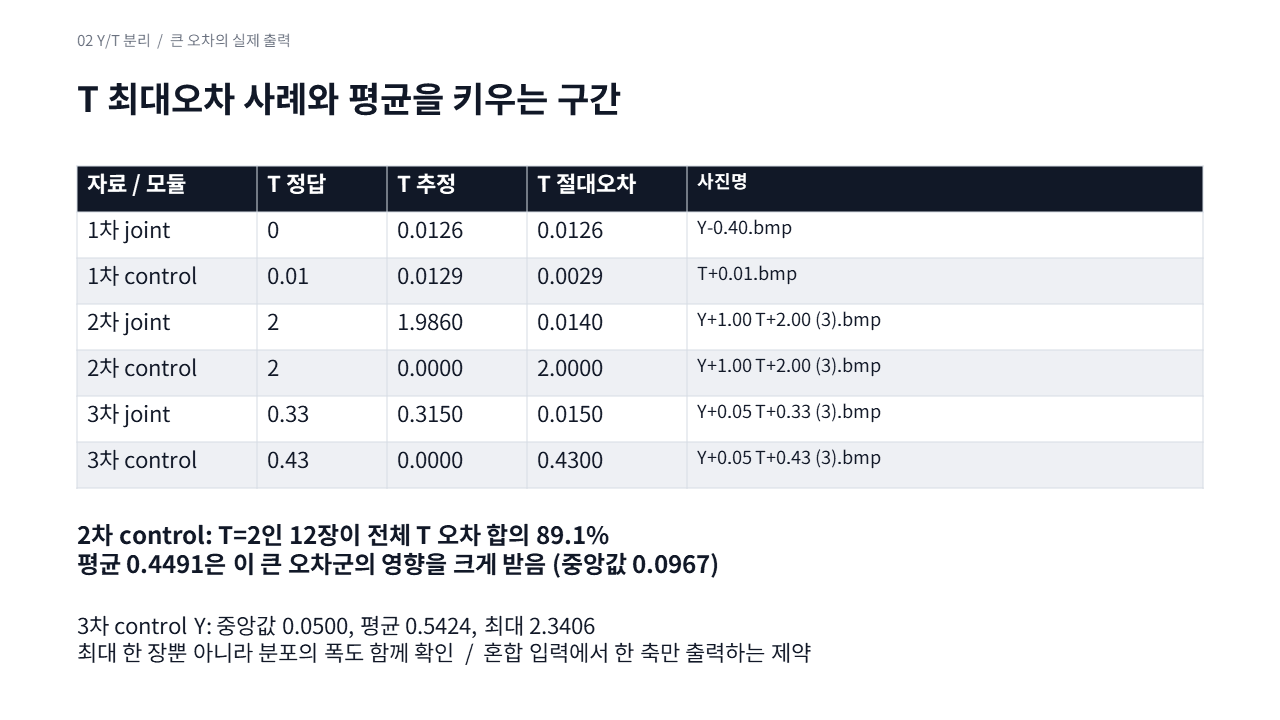 02 Y/T 분리 / 큰 오차의 실제 출력
T 최대오차 사례와 평균을 키우는 구간
자료 / 모듈 T 정답 T 추정 T 절대오차 사진명
1차 joint 0 0.0126 0.0126 Y-0.40.bmp
1차 control 0.01 0.0129 0.0029 T+0.01.bmp
2차 joint 2 1.9860 0.0140 Y+1.00 T+2.00 (3).bmp
2차 control 2 0.0000 2.0000 Y+1.00 T+2.00 (3).bmp
3차 joint 0.33 0.3150 0.0150 Y+0.05 T+0.33 (3).bmp
3차 control 0.43 0.0000 0.4300 Y+0.05 T+0.43 (3).bmp
2차 control: T=2인 12장이 전체 T 오차 합의 89.1%
평균 0.4491은 이 큰 오차군의 영향을 크게 받음 (중앙값 0.0967)
3차 control Y: 중앙값 0.0500, 평균 0.5424, 최대 2.3406
최대 한 장뿐 아니라 분포의 폭도 함께 확인 / 혼합 입력에서 한 축만 출력하는 제약